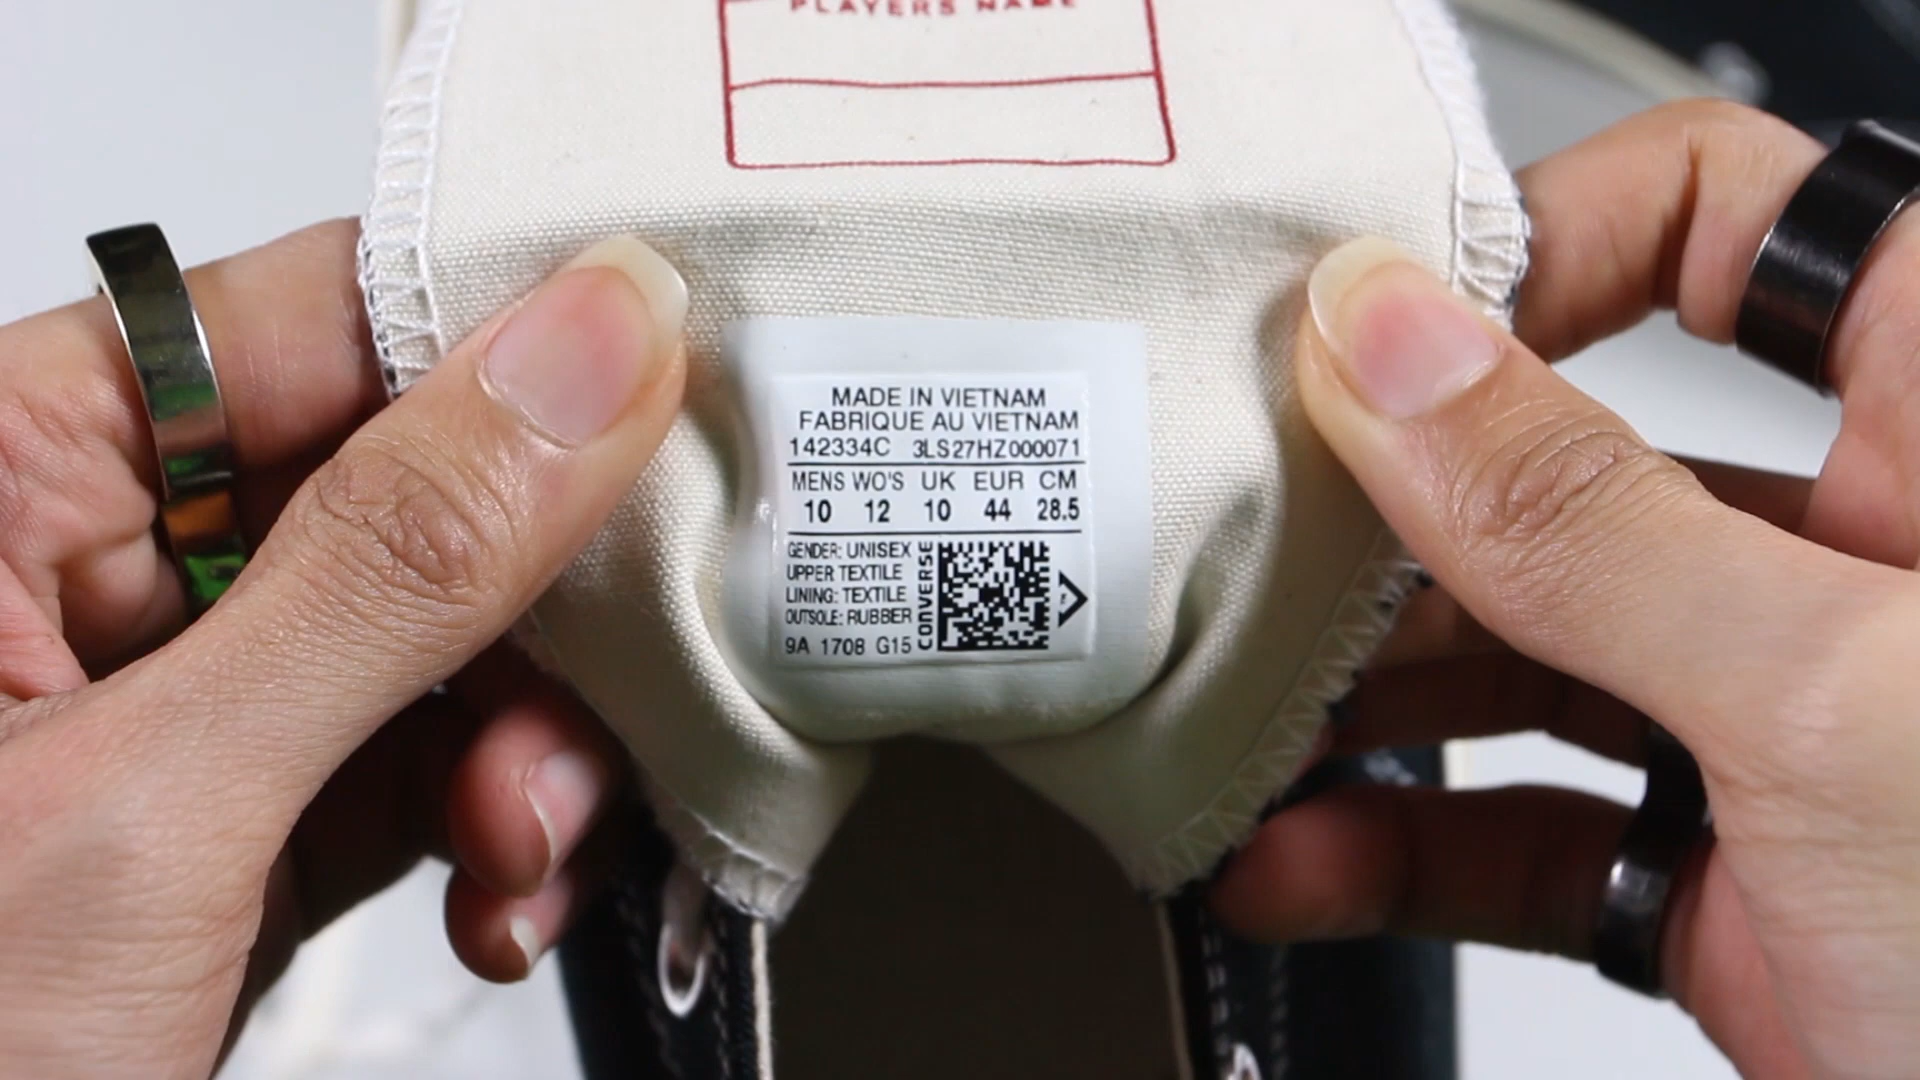 PLAYERS NAME
MADE IN VIETNAM
FABRIQUE AU VIETNAM
142334C 3LS27HZ000071
MENS WO'S UK EUR CM
10 12 10 44 28.5
GENDER: UNISEX
UPPER TEXTILE
LINING: TEXTILE
OUTSOLE: RUBBER
9A 1708 G15
CONVERSE